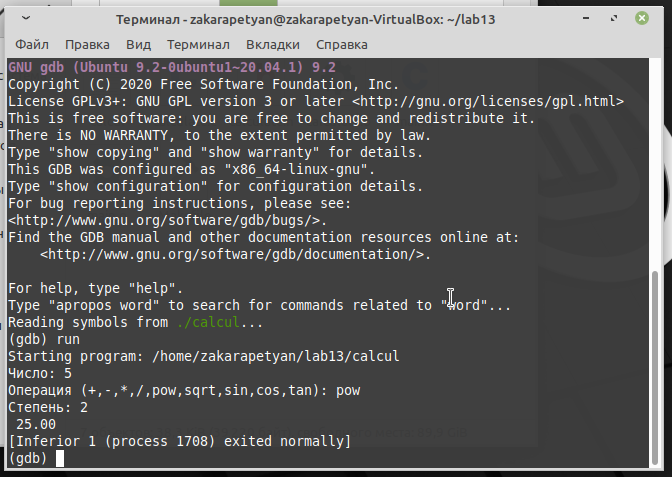 Терминал - zakarapetyan@zakarapetyan-VirtualBox: ~/lab13
Файл Правка Вид Терминал Вкладки Справка
GNU gdb (Ubuntu 9.2-0ubuntu1~20.04.1) 9.2
Copyright (C) 2020 Free Software Foundation, Inc.
License GPLv3+: GNU GPL version 3 or later <http://gnu.org/licenses/gpl.html>
This is free software: you are free to change and redistribute it.
There is NO WARRANTY, to the extent permitted by law.
Type "show copying" and "show warranty" for details.
This GDB was configured as "x86_64-linux-gnu".
Type "show configuration" for configuration details.
For bug reporting instructions, please see:
<http://www.gnu.org/software/gdb/bugs/>.
Find the GDB manual and other documentation resources online at:
    <http://www.gnu.org/software/gdb/documentation/>.
For help, type "help".
Type "apropos word" to search for commands related to "word"...
Reading symbols from ./calcul...
(gdb) run
Starting program: /home/zakarapetyan/lab13/calcul
Число: 5
Операция (+,-,*,/,pow,sqrt,sin,cos,tan): pow
Степень: 2
 25.00
[Inferior 1 (process 1708) exited normally]
(gdb)